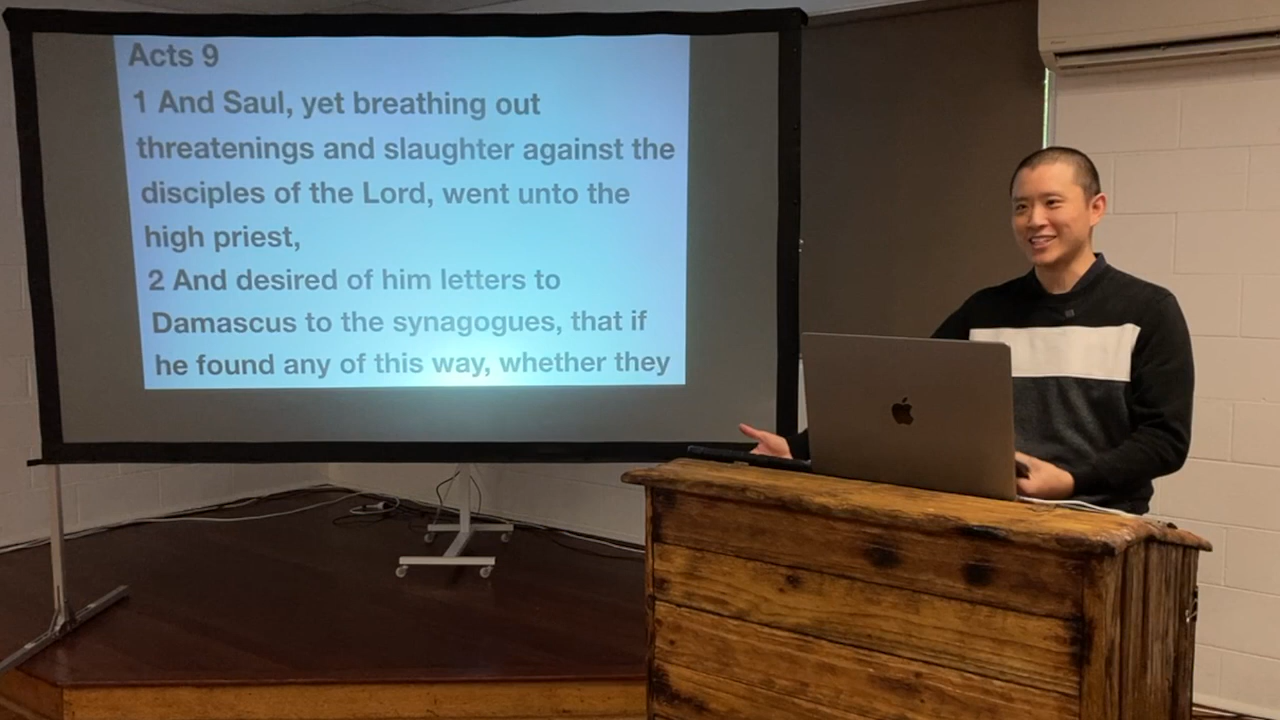 Acts 9
1 And Saul, yet breathing out
threatenings and slaughter against the
disciples of the Lord, went unto the
high priest,
2 And desired of him letters to
Damascus to the synagogues, that if
he found any of this way, whether they